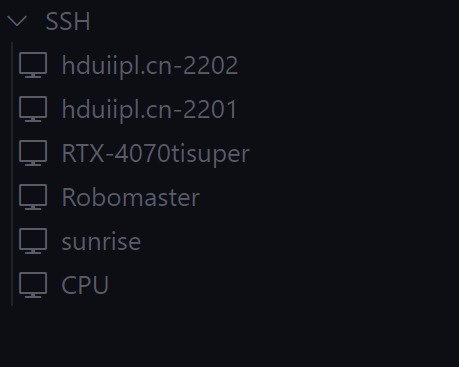 SSH
hduiipl.cn-2202
hduiipl.cn-2201
RTX-4070tisuper
Robomaster
sunrise
CPU